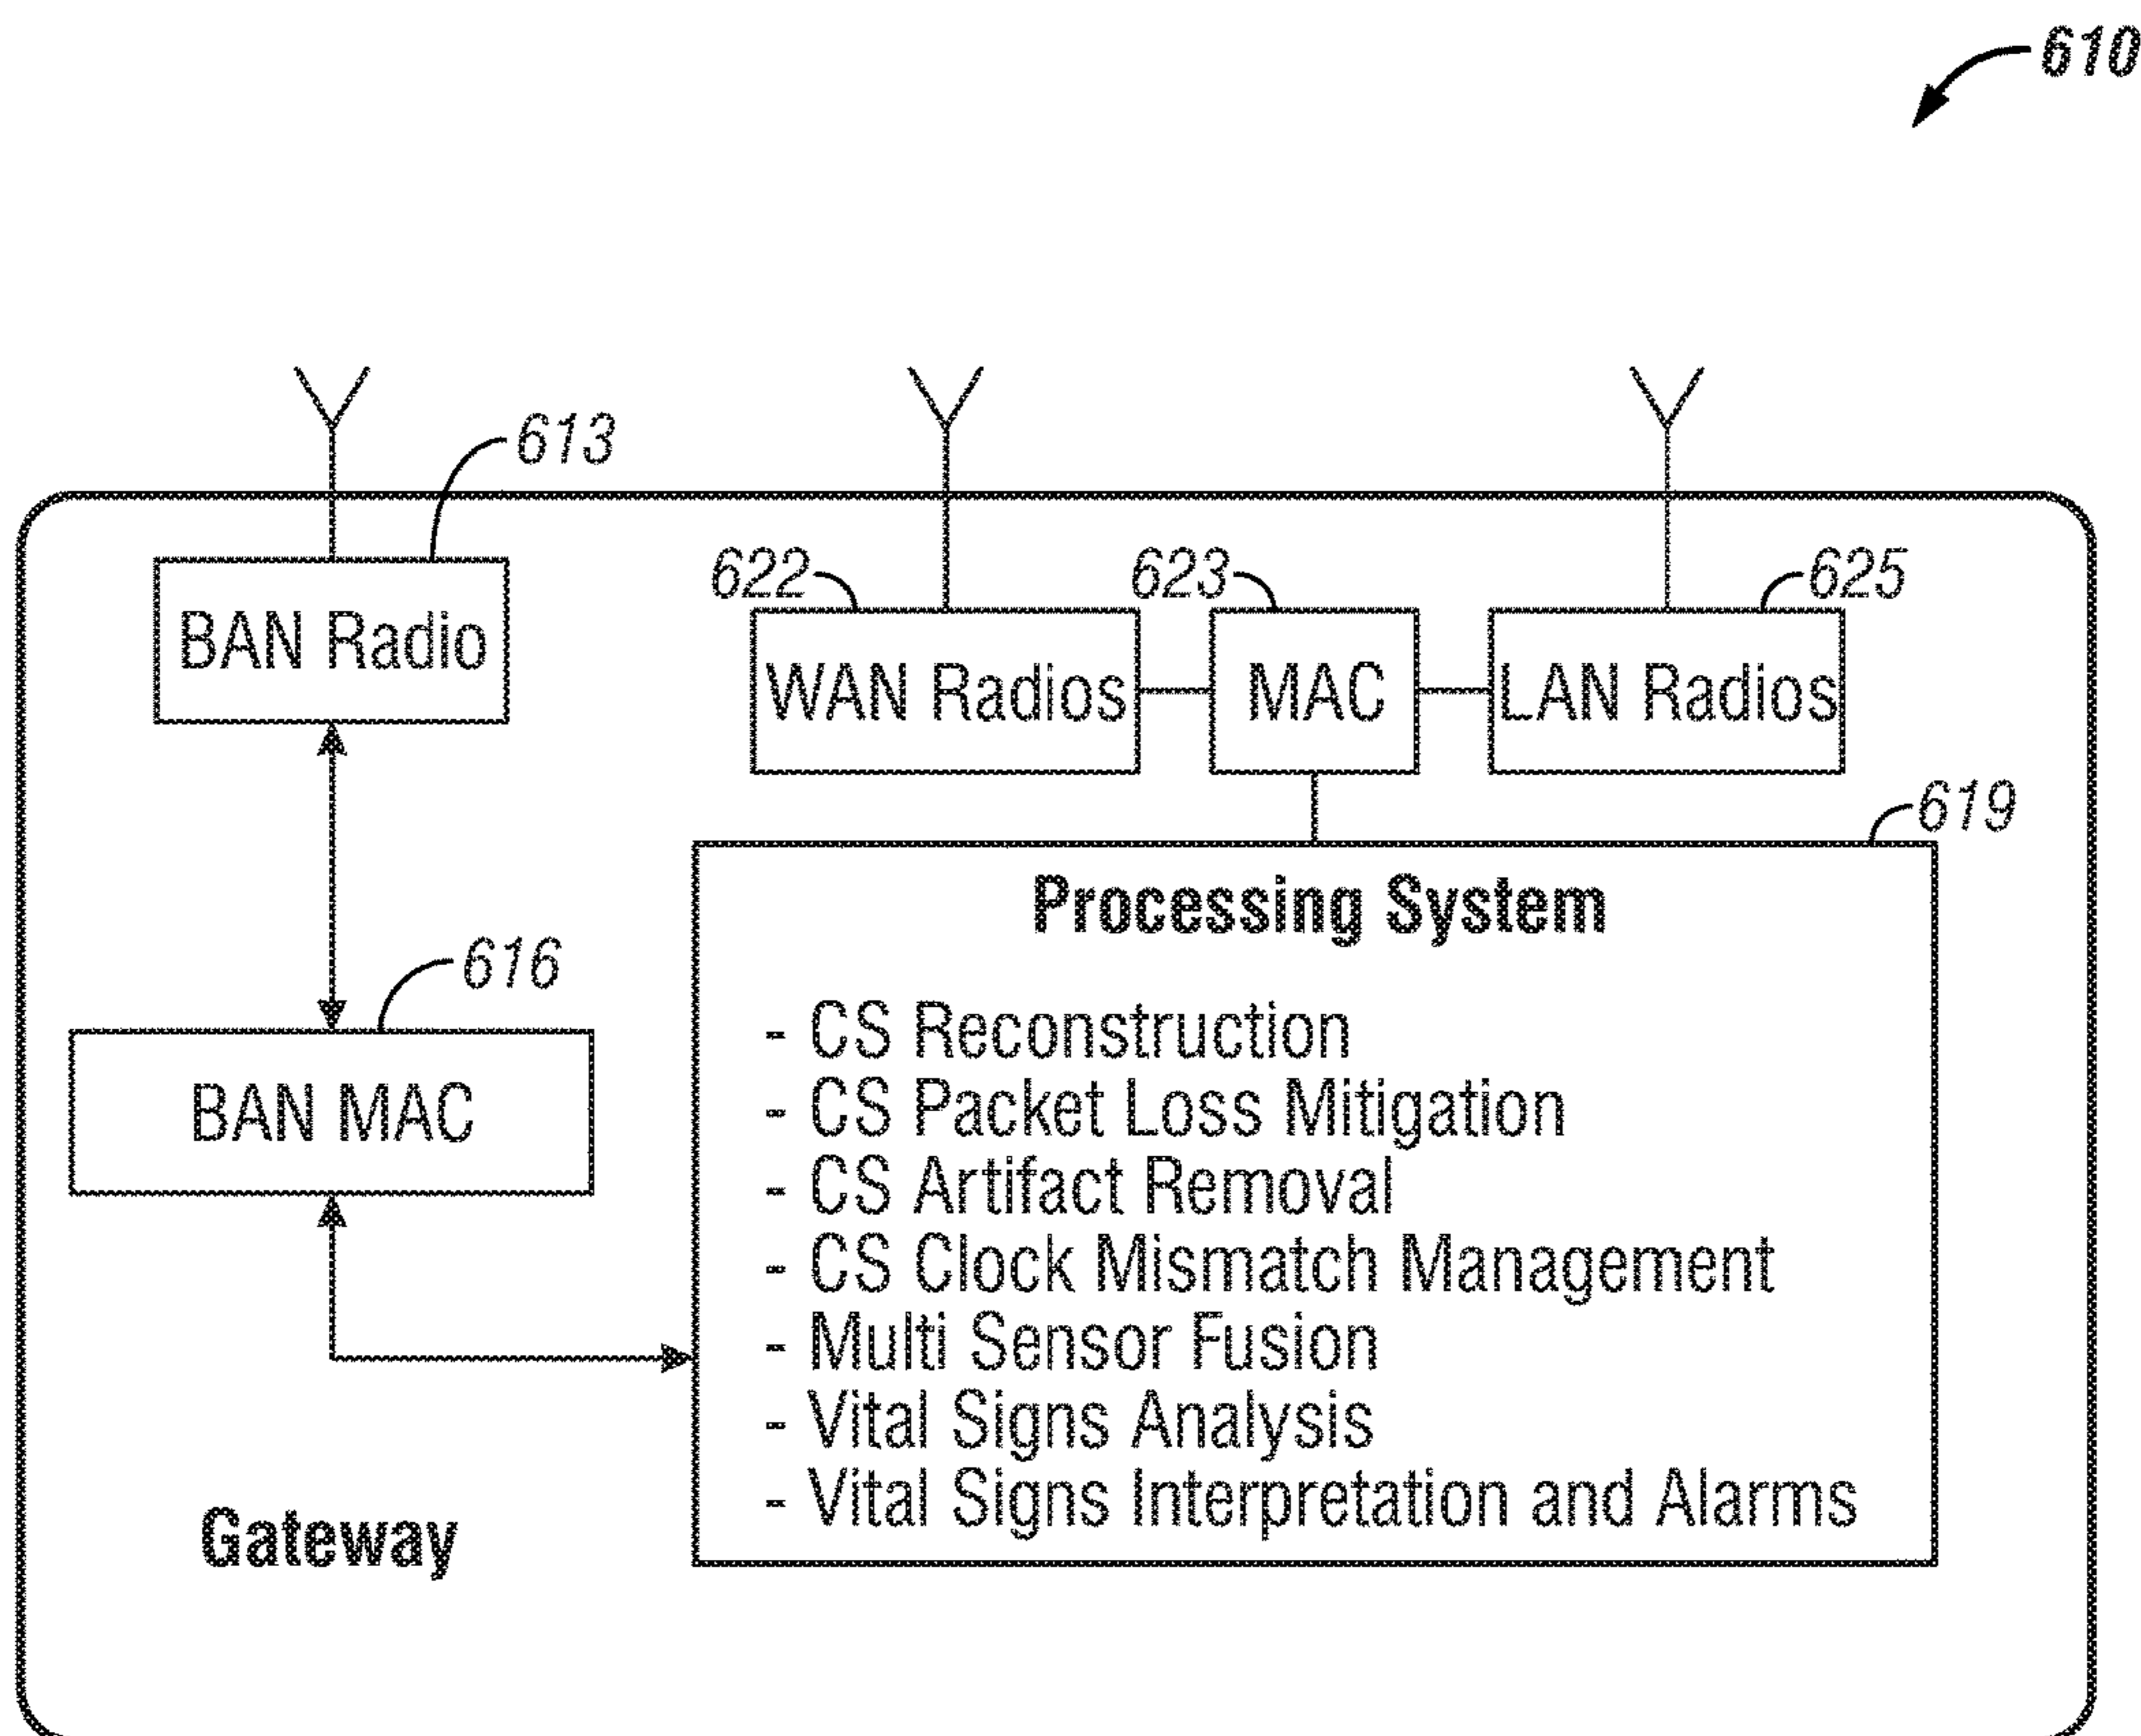 610
613
BAN Radio
622
623
625
WAN Radios
MAC
LAN Radios
619
616
BAN MAC
Processing System
- CS Reconstruction
- CS Packet Loss Mitigation
- CS Artifact Removal
- CS Clock Mismatch Management
- Multi Sensor Fusion
- Vital Signs Analysis
- Vital Signs Interpretation and Alarms
Gateway